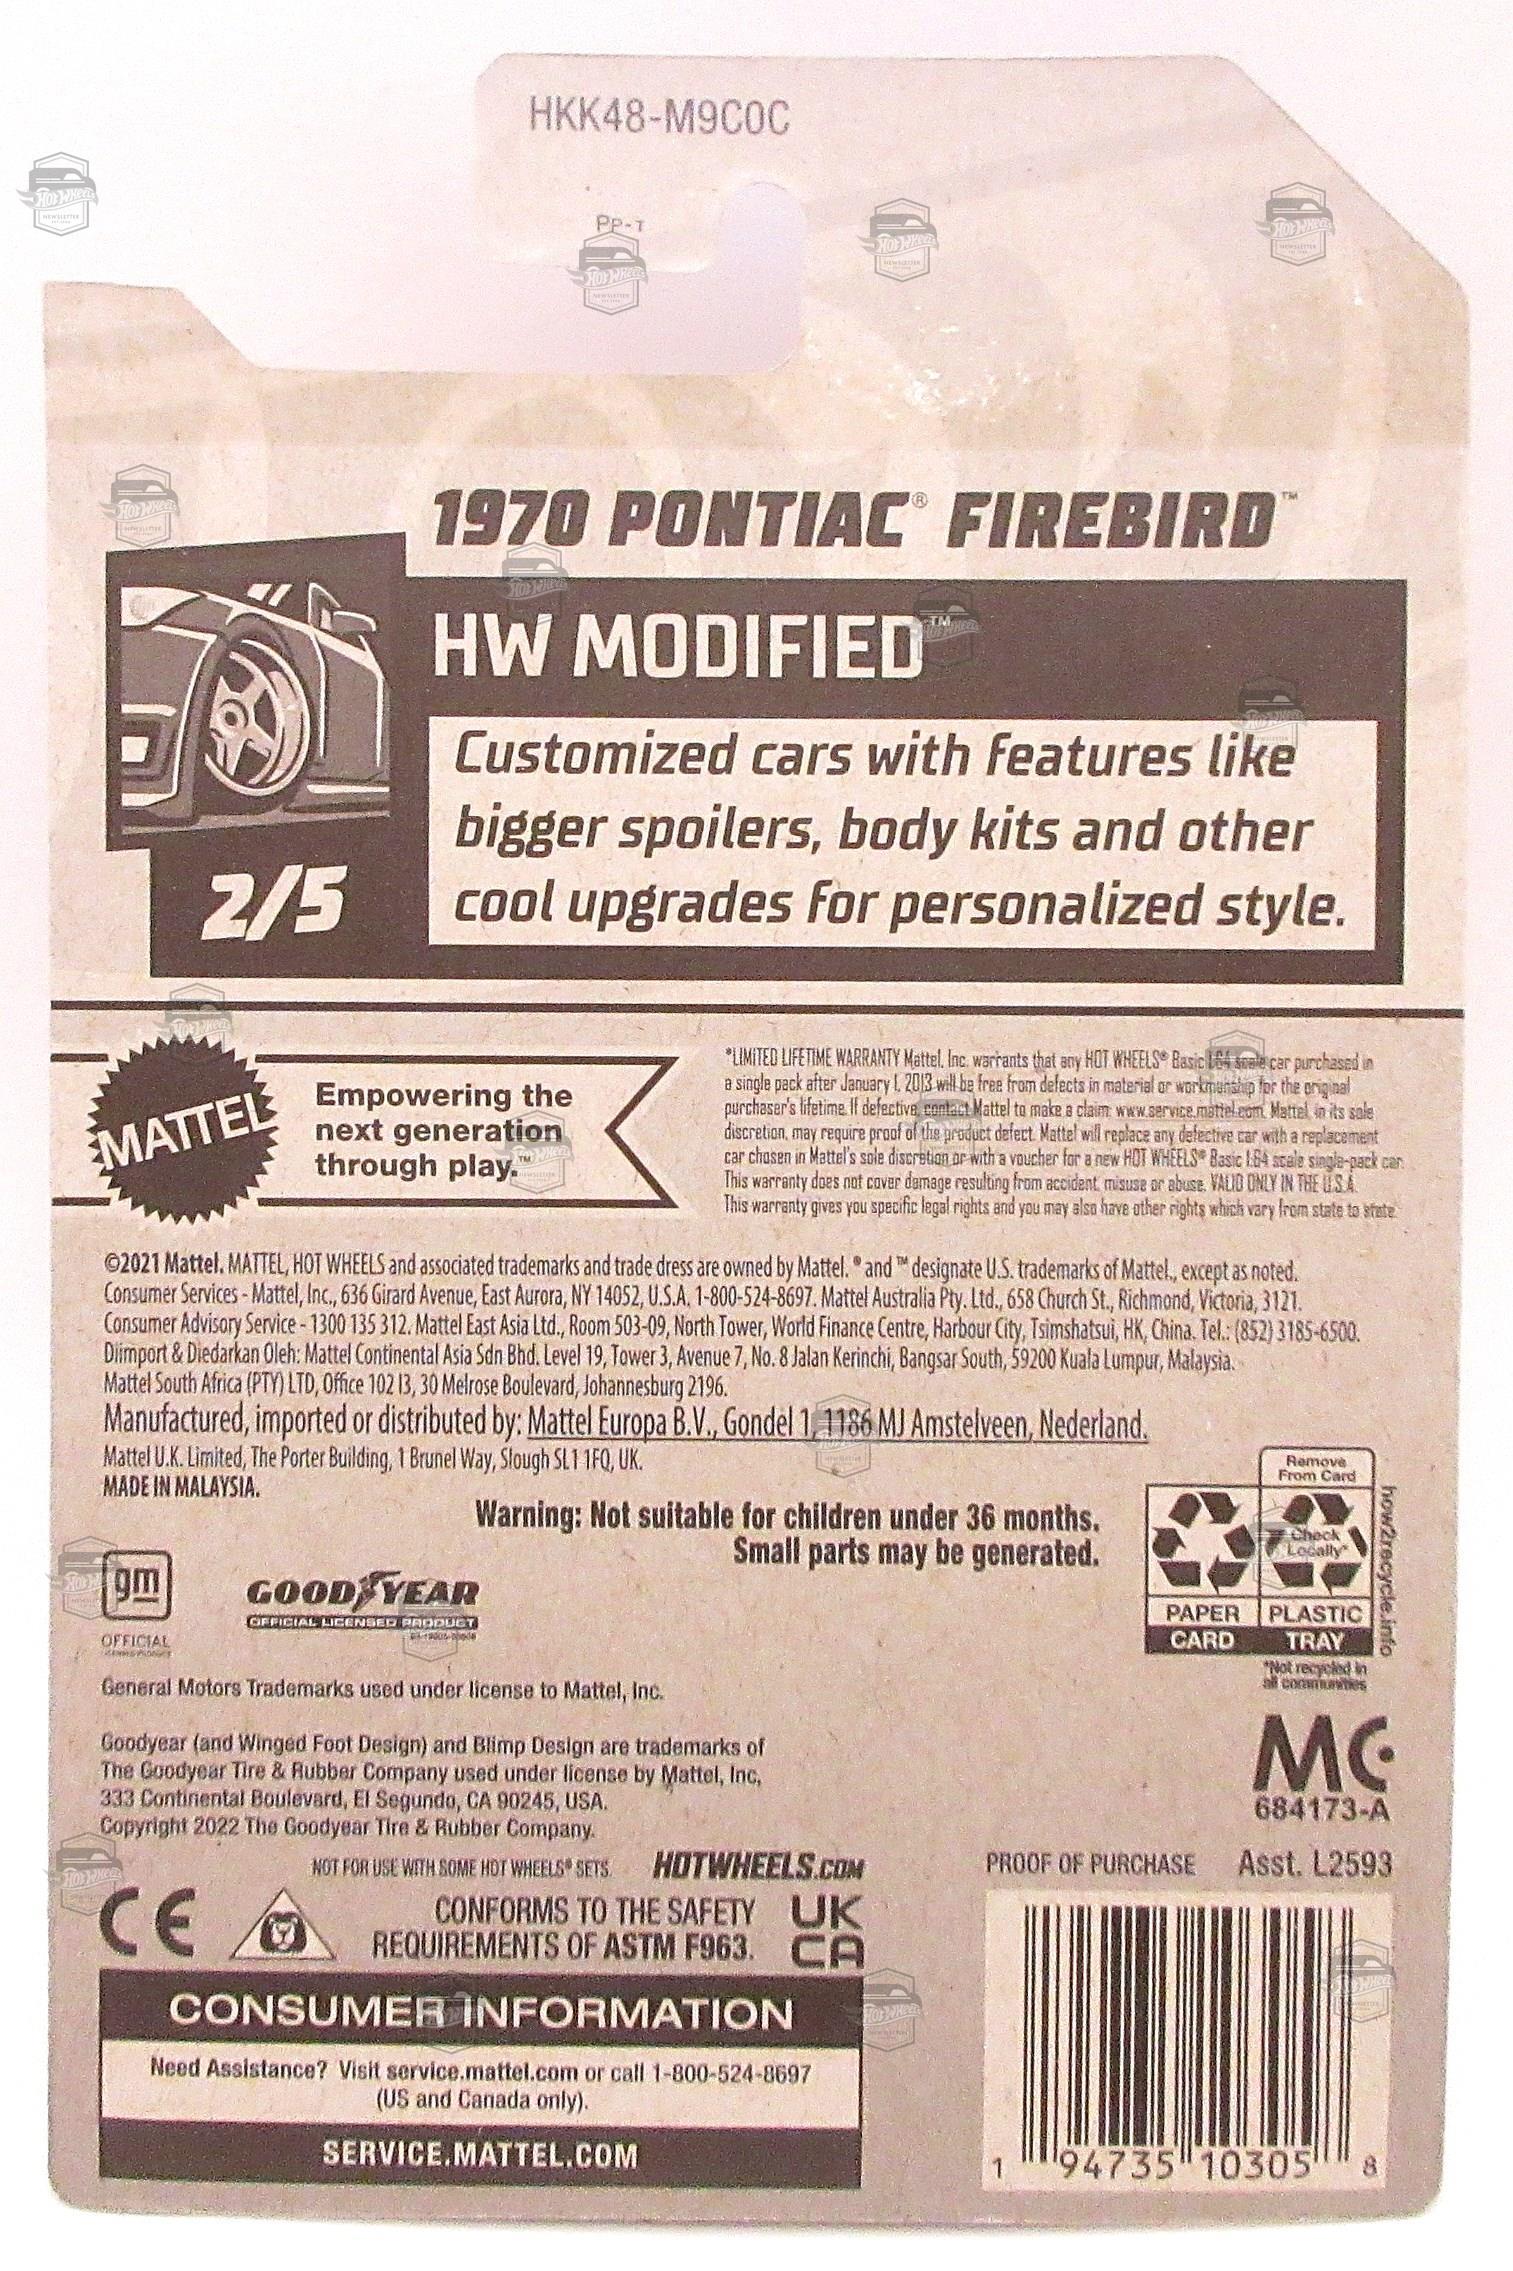 HKK48-M9C0C
PP-T
1970 PONTIAC® FIREBIRD™
HW MODIFIED™
Customized cars with features like
bigger spoilers, body kits and other
cool upgrades for personalized style.
2/5
MATTEL
Empowering the
next generation
through play.™
*LIMITED LIFETIME WARRANTY Mattel, Inc. warrants that any HOT WHEELS® Basic 1:64 scale car purchased in
a single pack after January 1, 2013 will be free from defects in material or workmanship for the original
purchaser's lifetime. If defective, contact Mattel to make a claim: www.service.mattel.com. Mattel, in its sole
discretion, may require proof of the product defect. Mattel will replace any defective car with a replacement
car chosen in Mattel's sole discretion or with a voucher for a new HOT WHEELS® Basic 1:64 scale single-pack car.
This warranty does not cover damage resulting from accident, misuse or abuse. VALID ONLY IN THE U.S.A.
This warranty gives you specific legal rights and you may also have other rights which vary from state to state.
©2021 Mattel. MATTEL, HOT WHEELS and associated trademarks and trade dress are owned by Mattel. ® and ™ designate U.S. trademarks of Mattel., except as noted.
Consumer Services - Mattel, Inc., 636 Girard Avenue, East Aurora, NY 14052, U.S.A. 1-800-524-8697. Mattel Australia Pty. Ltd., 658 Church St., Richmond, Victoria, 3121.
Consumer Advisory Service - 1300 135 312. Mattel East Asia Ltd., Room 503-09, North Tower, World Finance Centre, Harbour City, Tsimshatsui, HK, China. Tel.: (852) 3185-6500.
Diimport & Diedarkan Oleh: Mattel Continental Asia Sdn Bhd. Level 19, Tower 3, Avenue 7, No. 8 Jalan Kerinchi, Bangsar South, 59200 Kuala Lumpur, Malaysia.
Mattel South Africa (PTY) LTD, Office 102 I3, 30 Melrose Boulevard, Johannesburg 2196.
Manufactured, imported or distributed by: Mattel Europa B.V., Gondel 1, 1186 MJ Amstelveen, Nederland.
Mattel U.K. Limited, The Porter Building, 1 Brunel Way, Slough SL1 1FQ, UK.
MADE IN MALAYSIA.
Warning: Not suitable for children under 36 months.
Small parts may be generated.
Remove
From Card
Check
Locally*
PAPER
PLASTIC
CARD
TRAY
how2recycle.info
*Not recycled in
all communities
gm
OFFICIAL
GOODYEAR
OFFICIAL LICENSED PRODUCT
General Motors Trademarks used under license to Mattel, Inc.
Goodyear (and Winged Foot Design) and Blimp Design are trademarks of
The Goodyear Tire & Rubber Company used under license by Mattel, Inc,
333 Continental Boulevard, El Segundo, CA 90245, USA.
Copyright 2022 The Goodyear Tire & Rubber Company.
MC
684173-A
NOT FOR USE WITH SOME HOT WHEELS® SETS.
HOTWHEELS.COM
PROOF OF PURCHASE Asst. L2593
CE
CONFORMS TO THE SAFETY
REQUIREMENTS OF ASTM F963.
UK
CA
CONSUMER INFORMATION
Need Assistance? Visit service.mattel.com or call 1-800-524-8697
(US and Canada only).
SERVICE.MATTEL.COM
1 94735 10305 8